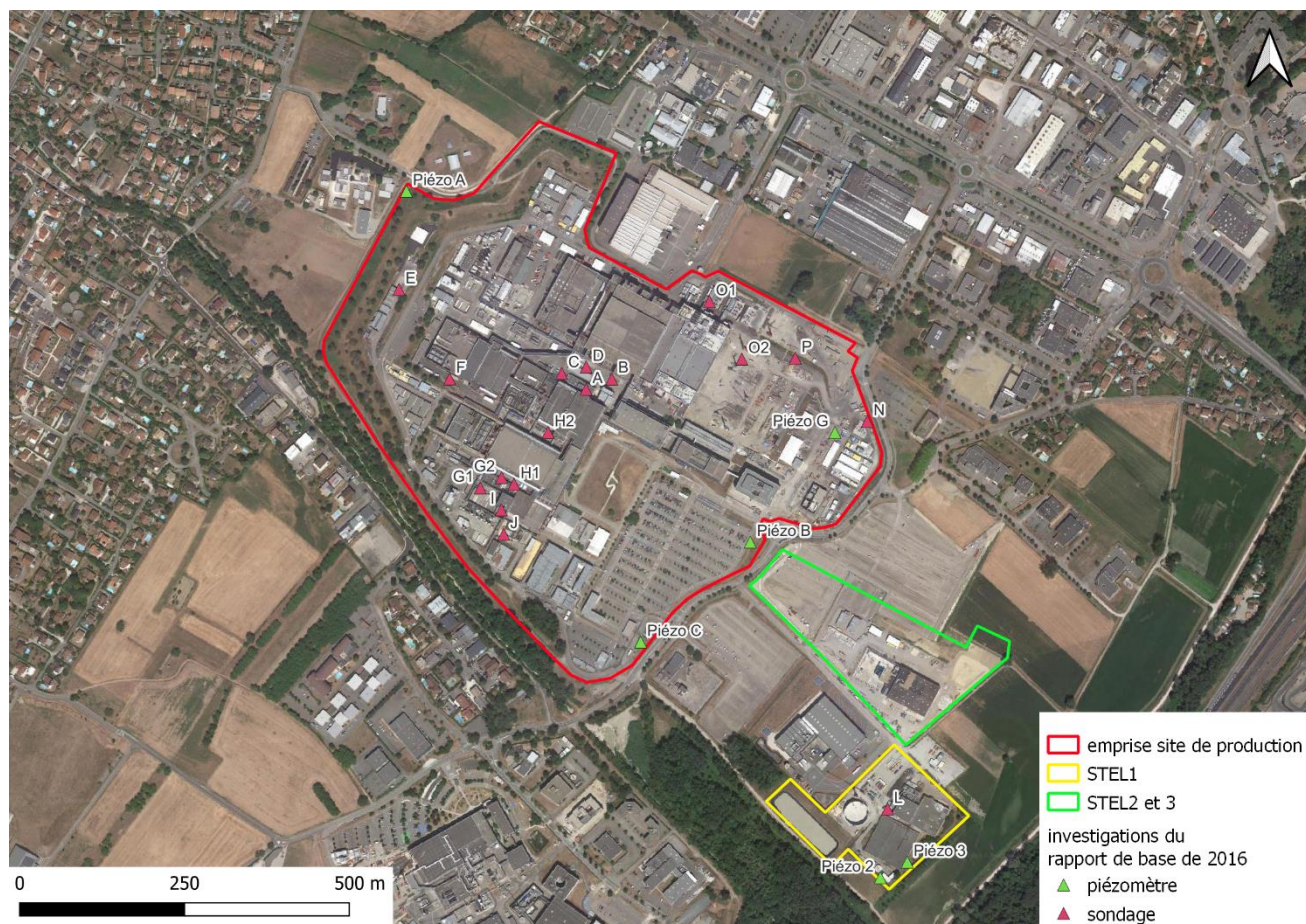 Piézo A
E
O1
D
O2
P
C
B
F
A
N
H2
Piézo G
G2
G1
H1
I
J
Piézo B
Piézo C
emprise site de production
STEL1
STEL2 et 3
investigations du
rapport de base de 2016
piézomètre
sondage
L
Piézo 3
Piézo 2
0 250 500 m